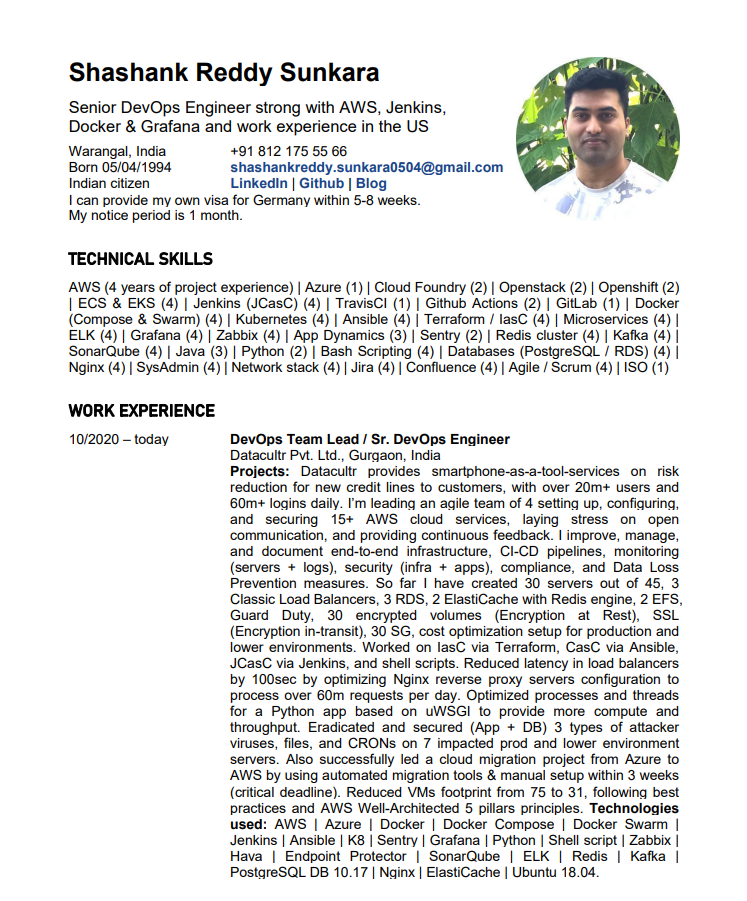 Shashank Reddy Sunkara
Senior DevOps Engineer strong with AWS, Jenkins,
Docker & Grafana and work experience in the US
Warangal, India +91 812 175 55 66
Born 05/04/1994 shashankreddy.sunkara0504@gmail.com
Indian citizen LinkedIn | Github | Blog
I can provide my own visa for Germany within 5-8 weeks.
My notice period is 1 month.
TECHNICAL SKILLS
AWS (4 years of project experience) | Azure (1) | Cloud Foundry (2) | Openstack (2) | Openshift (2)
| ECS & EKS (4) | Jenkins (JCasC) (4) | TravisCI (1) | Github Actions (2) | GitLab (1) | Docker
(Compose & Swarm) (4) | Kubernetes (4) | Ansible (4) | Terraform / IasC (4) | Microservices (4) |
ELK (4) | Grafana (4) | Zabbix (4) | App Dynamics (3) | Sentry (2) | Redis cluster (4) | Kafka (4) |
SonarQube (4) | Java (3) | Python (2) | Bash Scripting (4) | Databases (PostgreSQL / RDS) (4) |
Nginx (4) | SysAdmin (4) | Network stack (4) | Jira (4) | Confluence (4) | Agile / Scrum (4) | ISO (1)
WORK EXPERIENCE
10/2020 – today DevOps Team Lead / Sr. DevOps Engineer
Datacultr Pvt. Ltd., Gurgaon, India
Projects: Datacultr provides smartphone-as-a-tool-services on risk
reduction for new credit lines to customers, with over 20m+ users and
60m+ logins daily. I'm leading an agile team of 4 setting up, configuring,
and securing 15+ AWS cloud services, laying stress on open
communication, and providing continuous feedback. I improve, manage,
and document end-to-end infrastructure, CI-CD pipelines, monitoring
(servers + logs), security (infra + apps), compliance, and Data Loss
Prevention measures. So far I have created 30 servers out of 45, 3
Classic Load Balancers, 3 RDS, 2 ElastiCache with Redis engine, 2 EFS,
Guard Duty, 30 encrypted volumes (Encryption at Rest), SSL
(Encryption in-transit), 30 SG, cost optimization setup for production and
lower environments. Worked on IasC via Terraform, CasC via Ansible,
JCasC via Jenkins, and shell scripts. Reduced latency in load balancers
by 100sec by optimizing Nginx reverse proxy servers configuration to
process over 60m requests per day. Optimized processes and threads
for a Python app based on uWSGI to provide more compute and
throughput. Eradicated and secured (App + DB) 3 types of attacker
viruses, files, and CRONs on 7 impacted prod and lower environment
servers. Also successfully led a cloud migration project from Azure to
AWS by using automated migration tools & manual setup within 3 weeks
(critical deadline). Reduced VMs footprint from 75 to 31, following best
practices and AWS Well-Architected 5 pillars principles. Technologies
used: AWS | Azure | Docker | Docker Compose | Docker Swarm |
Jenkins | Ansible | K8 | Sentry | Grafana | Python | Shell script | Zabbix |
Hava | Endpoint Protector | SonarQube | ELK | Redis | Kafka |
PostgreSQL DB 10.17 | Nginx | ElastiCache | Ubuntu 18.04.